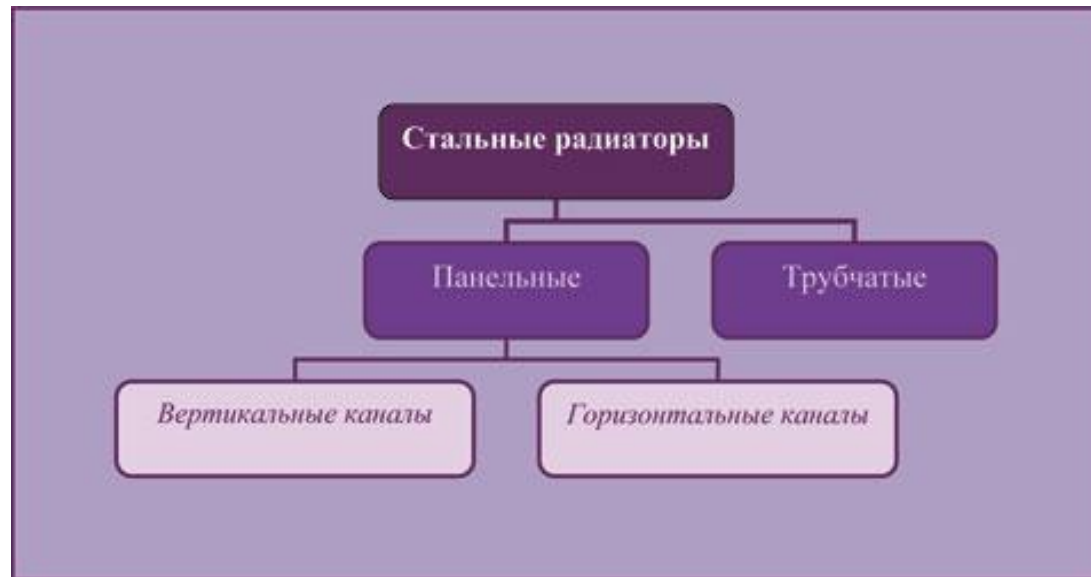 Стальные радиаторы
Панельные
Трубчатые
Вертикальные каналы
Горизонтальные каналы